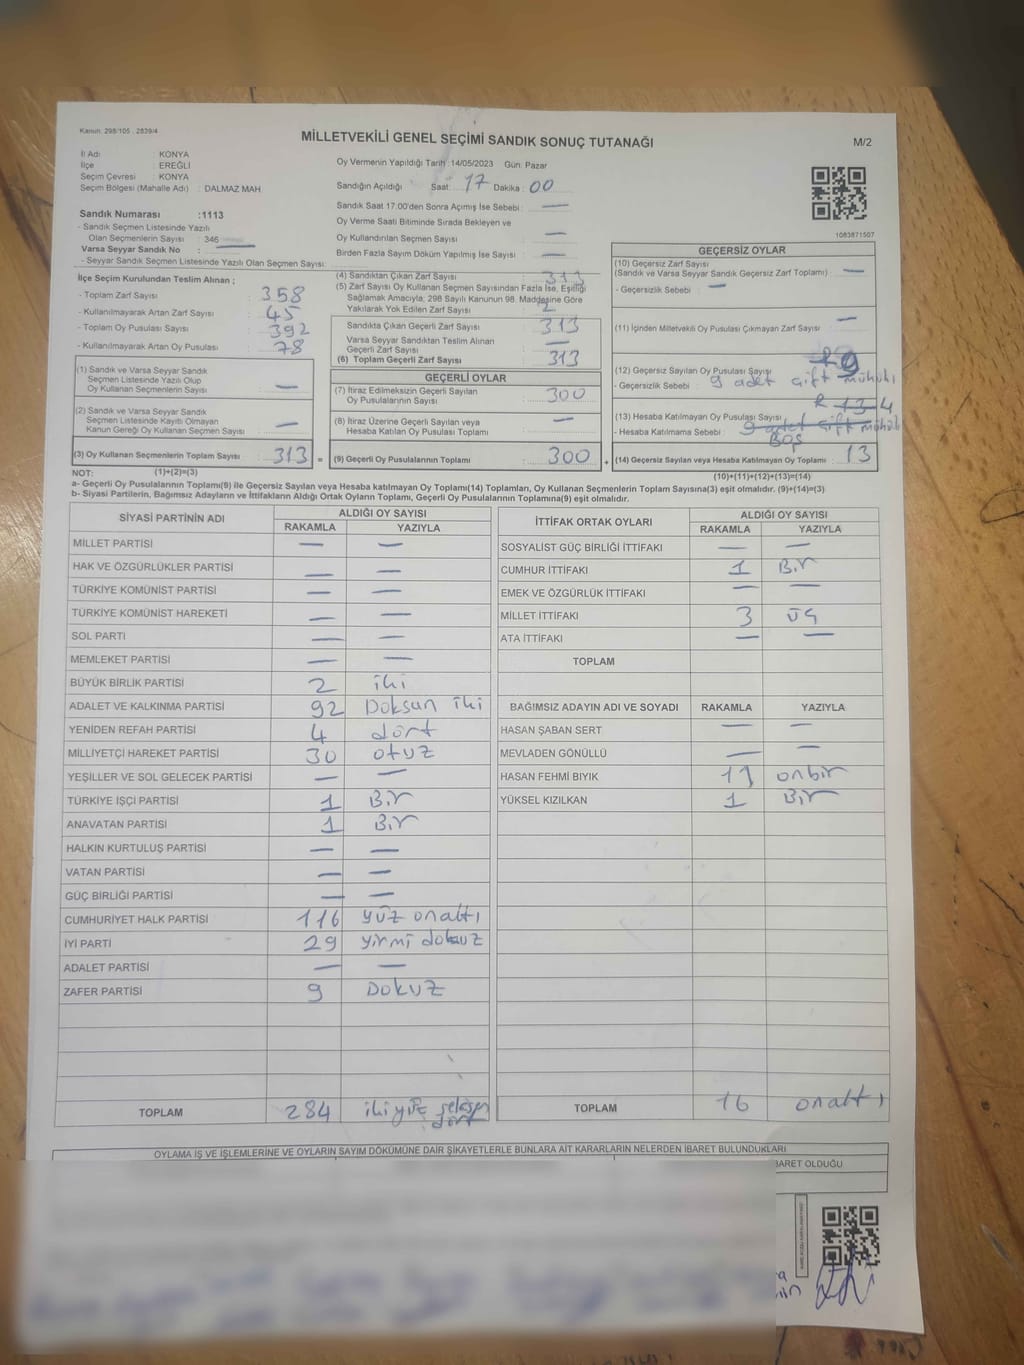 Kanun: 298/105 , 2839/4
MİLLETVEKİLİ GENEL SEÇİMİ SANDIK SONUÇ TUTANAĞI
M/2
İl Adı : KONYA
İlçe : EREĞLİ
Seçim Çevresi : KONYA
Seçim Bölgesi (Mahalle Adı) : DALMAZ MAH.
Oy Vermenin Yapıldığı Tarih :14/05/2023 Gün: Pazar
Sandığın Açıldığı Saat: 17 Dakika : 00
Sandık Saat 17.00'den Sonra Açımış İse Sebebi: —
Oy Verme Saati Bitiminde Sırada Bekleyen ve
Oy Kullandırılan Seçmen Sayısı : —
Birden Fazla Sayım Döküm Yapılmış İse Sayısı : —
Sandık Numarası :1113
- Sandık Seçmen Listesinde Yazılı
Olan Seçmenlerin Sayısı : 346
Varsa Seyyar Sandık No : —
- Seyyar Sandık Seçmen Listesinde Yazılı Olan Seçmen Sayısı:
1083871507
İlçe Seçim Kurulundan Teslim Alınan ;
- Toplam Zarf Sayısı : 358
- Kullanılmayarak Artan Zarf Sayısı : 45
- Toplam Oy Pusulası Sayısı : 392
- Kullanılmayarak Artan Oy Pusulası : 78
(1) Sandık ve Varsa Seyyar Sandık
Seçmen Listesinde Yazılı Olup
Oy Kullanan Seçmenlerin Sayısı : —
(2) Sandık ve Varsa Seyyar Sandık
Seçmen Listesinde Kayıtlı Olmayan
Kanun Gereği Oy Kullanan Seçmen Sayısı : —
(3) Oy Kullanan Seçmenlerin Toplam Sayısı : 313 =
(4) Sandıktan Çıkan Zarf Sayısı : 313
(5) Zarf Sayısı Oy Kullanan Seçmen Sayısından Fazla İse, Eşitliği
Sağlamak Amacıyla, 298 Sayılı Kanunun 98. Maddesine Göre
Yakılarak Yok Edilen Zarf Sayısı :
Sandıkta Çıkan Geçerli Zarf Sayısı : 313
Varsa Seyyar Sandıktan Teslim Alınan
Geçerli Zarf Sayısı : —
(6) Toplam Geçerli Zarf Sayısı : 313
GEÇERLİ OYLAR
(7) İtiraz Edilmeksizin Geçerli Sayılan
Oy Pusulalarının Sayısı : 300
(8) İtiraz Üzerine Geçerli Sayılan veya
Hesaba Katılan Oy Pusulası Toplamı : —
(9) Geçerli Oy Pusulalarının Toplamı : 300 +
GEÇERSİZ OYLAR
(10) Geçersiz Zarf Sayısı
(Sandık ve Varsa Seyyar Sandık Geçersiz Zarf Toplamı) : —
- Geçersizlik Sebebi : —
(11) İçinden Milletvekili Oy Pusulası Çıkmayan Zarf Sayısı : —
(12) Geçersiz Sayılan Oy Pusulası Sayısı : 9
- Geçersizlik Sebebi : 9 adet çift mühürlü
(13) Hesaba Katılmayan Oy Pusulası Sayısı : 13 4
- Hesaba Katılmama Sebebi : 9 adet çift mühürlü
BOŞ
(14) Geçersiz Sayılan veya Hesaba Katılmayan Oy Toplamı : 13
NOT: (1)+(2)=(3) (10)+(11)+(12)+(13)=(14)
a- Geçerli Oy Pusulalarının Toplamı(9) ile Geçersiz Sayılan veya Hesaba katılmayan Oy Toplamı(14) Toplamları, Oy Kullanan Seçmenlerin Toplam Sayısına(3) eşit olmalıdır. (9)+(14)=(3)
b- Siyasi Partilerin, Bağımsız Adayların ve İttifakların Aldığı Ortak Oyların Toplamı, Geçerli Oy Pusulalarının Toplamına(9) eşit olmalıdır.
SİYASİ PARTİNİN ADI ALDIĞI OY SAYISI
RAKAMLA YAZIYLA
MİLLET PARTİSİ — —
HAK VE ÖZGÜRLÜKLER PARTİSİ — —
TÜRKİYE KOMÜNİST PARTİSİ — —
TÜRKİYE KOMÜNİST HAREKETİ — —
SOL PARTİ — —
MEMLEKET PARTİSİ — —
BÜYÜK BİRLİK PARTİSİ 2 iki
ADALET VE KALKINMA PARTİSİ 92 Doksan iki
YENİDEN REFAH PARTİSİ 4 dört
MİLLİYETÇİ HAREKET PARTİSİ 30 otuz
YEŞİLLER VE SOL GELECEK PARTİSİ — —
TÜRKİYE İŞÇİ PARTİSİ 1 Bir
ANAVATAN PARTİSİ 1 Bir
HALKIN KURTULUŞ PARTİSİ — —
VATAN PARTİSİ — —
GÜÇ BİRLİĞİ PARTİSİ — —
CUMHURİYET HALK PARTİSİ 116 yüz onaltı
İYİ PARTİ 29 yirmi dokuz
ADALET PARTİSİ — —
ZAFER PARTİSİ 9 Dokuz
TOPLAM 284 ikiyüz seksen
dört
İTTİFAK ORTAK OYLARI ALDIĞI OY SAYISI
RAKAMLA YAZIYLA
SOSYALİST GÜÇ BİRLİĞİ İTTİFAKI — —
CUMHUR İTTİFAKI 1 Bir
EMEK VE ÖZGÜRLÜK İTTİFAKI — —
MİLLET İTTİFAKI 3 üç
ATA İTTİFAKI — —
TOPLAM
BAĞIMSIZ ADAYIN ADI VE SOYADI RAKAMLA YAZIYLA
HASAN ŞABAN SERT — —
MEVLADEN GÖNÜLLÜ — —
HASAN FEHMİ BIYIK 11 onbir
YÜKSEL KIZILKAN 1 Bir
TOPLAM 16 onaltı
OYLAMA İŞ VE İŞLEMLERİNE VE OYLARIN SAYIM DÖKÜMÜNE DAİR ŞİKAYETLERLE BUNLARA AİT KARARLARIN NELERDEN İBARET BULUNDUKLARI
BARET OLDUĞU